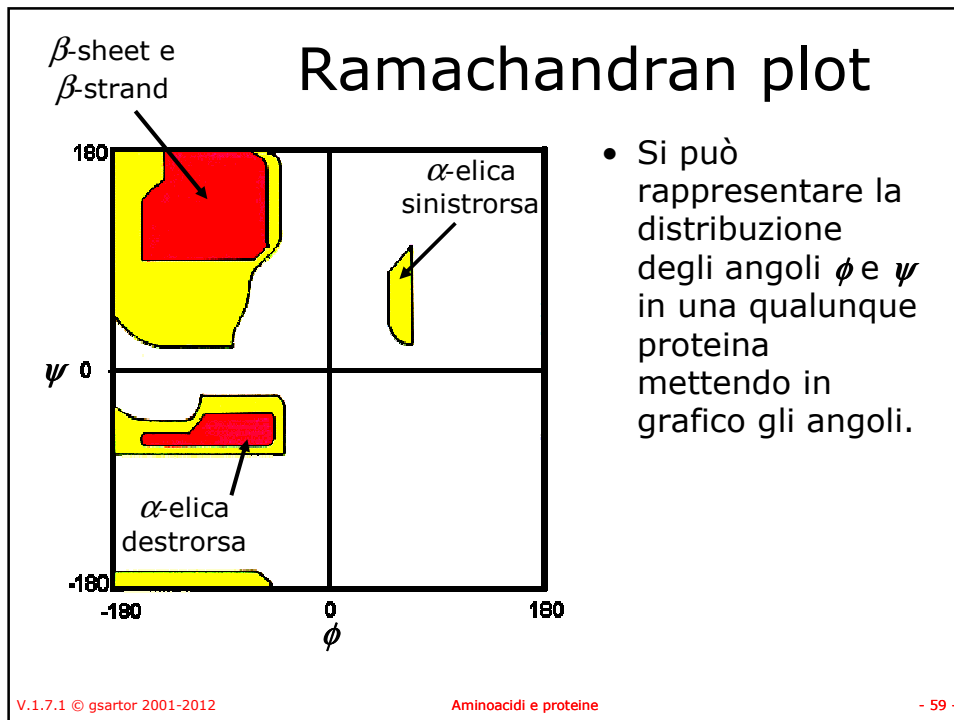 β-sheet e
β-strand
Ramachandran plot
180
α-elica
sinistrorsa
ψ 0
α-elica
destrorsa
-180
-180 0 180
ϕ
• Si può
rappresentare la
distribuzione
degli angoli ϕ e ψ
in una qualunque
proteina
mettendo in
grafico gli angoli.
V.1.7.1 © gsartor 2001-2012 Aminoacidi e proteine - 59 -